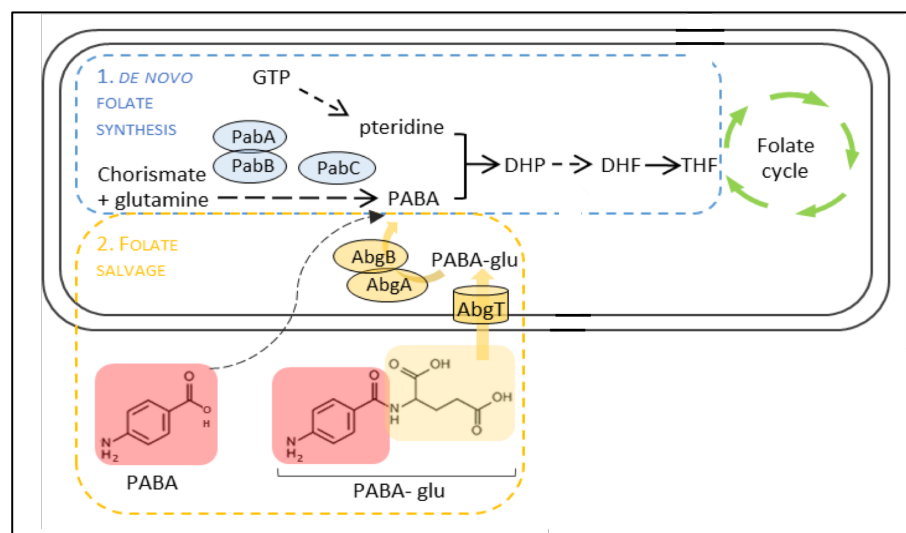 1. DE NOVO
FOLATE
SYNTHESIS
GTP
pteridine
PabA
PabB
PabC
Chorismate
+ glutamine
PABA
DHP
DHF
THF
Folate
cycle
2. FOLATE
SALVAGE
AbgB
AbgA
PABA-glu
AbgT
O
O
H
NH2
PABA
O
OH
O
OH
N
H
O
NH2
PABA- glu